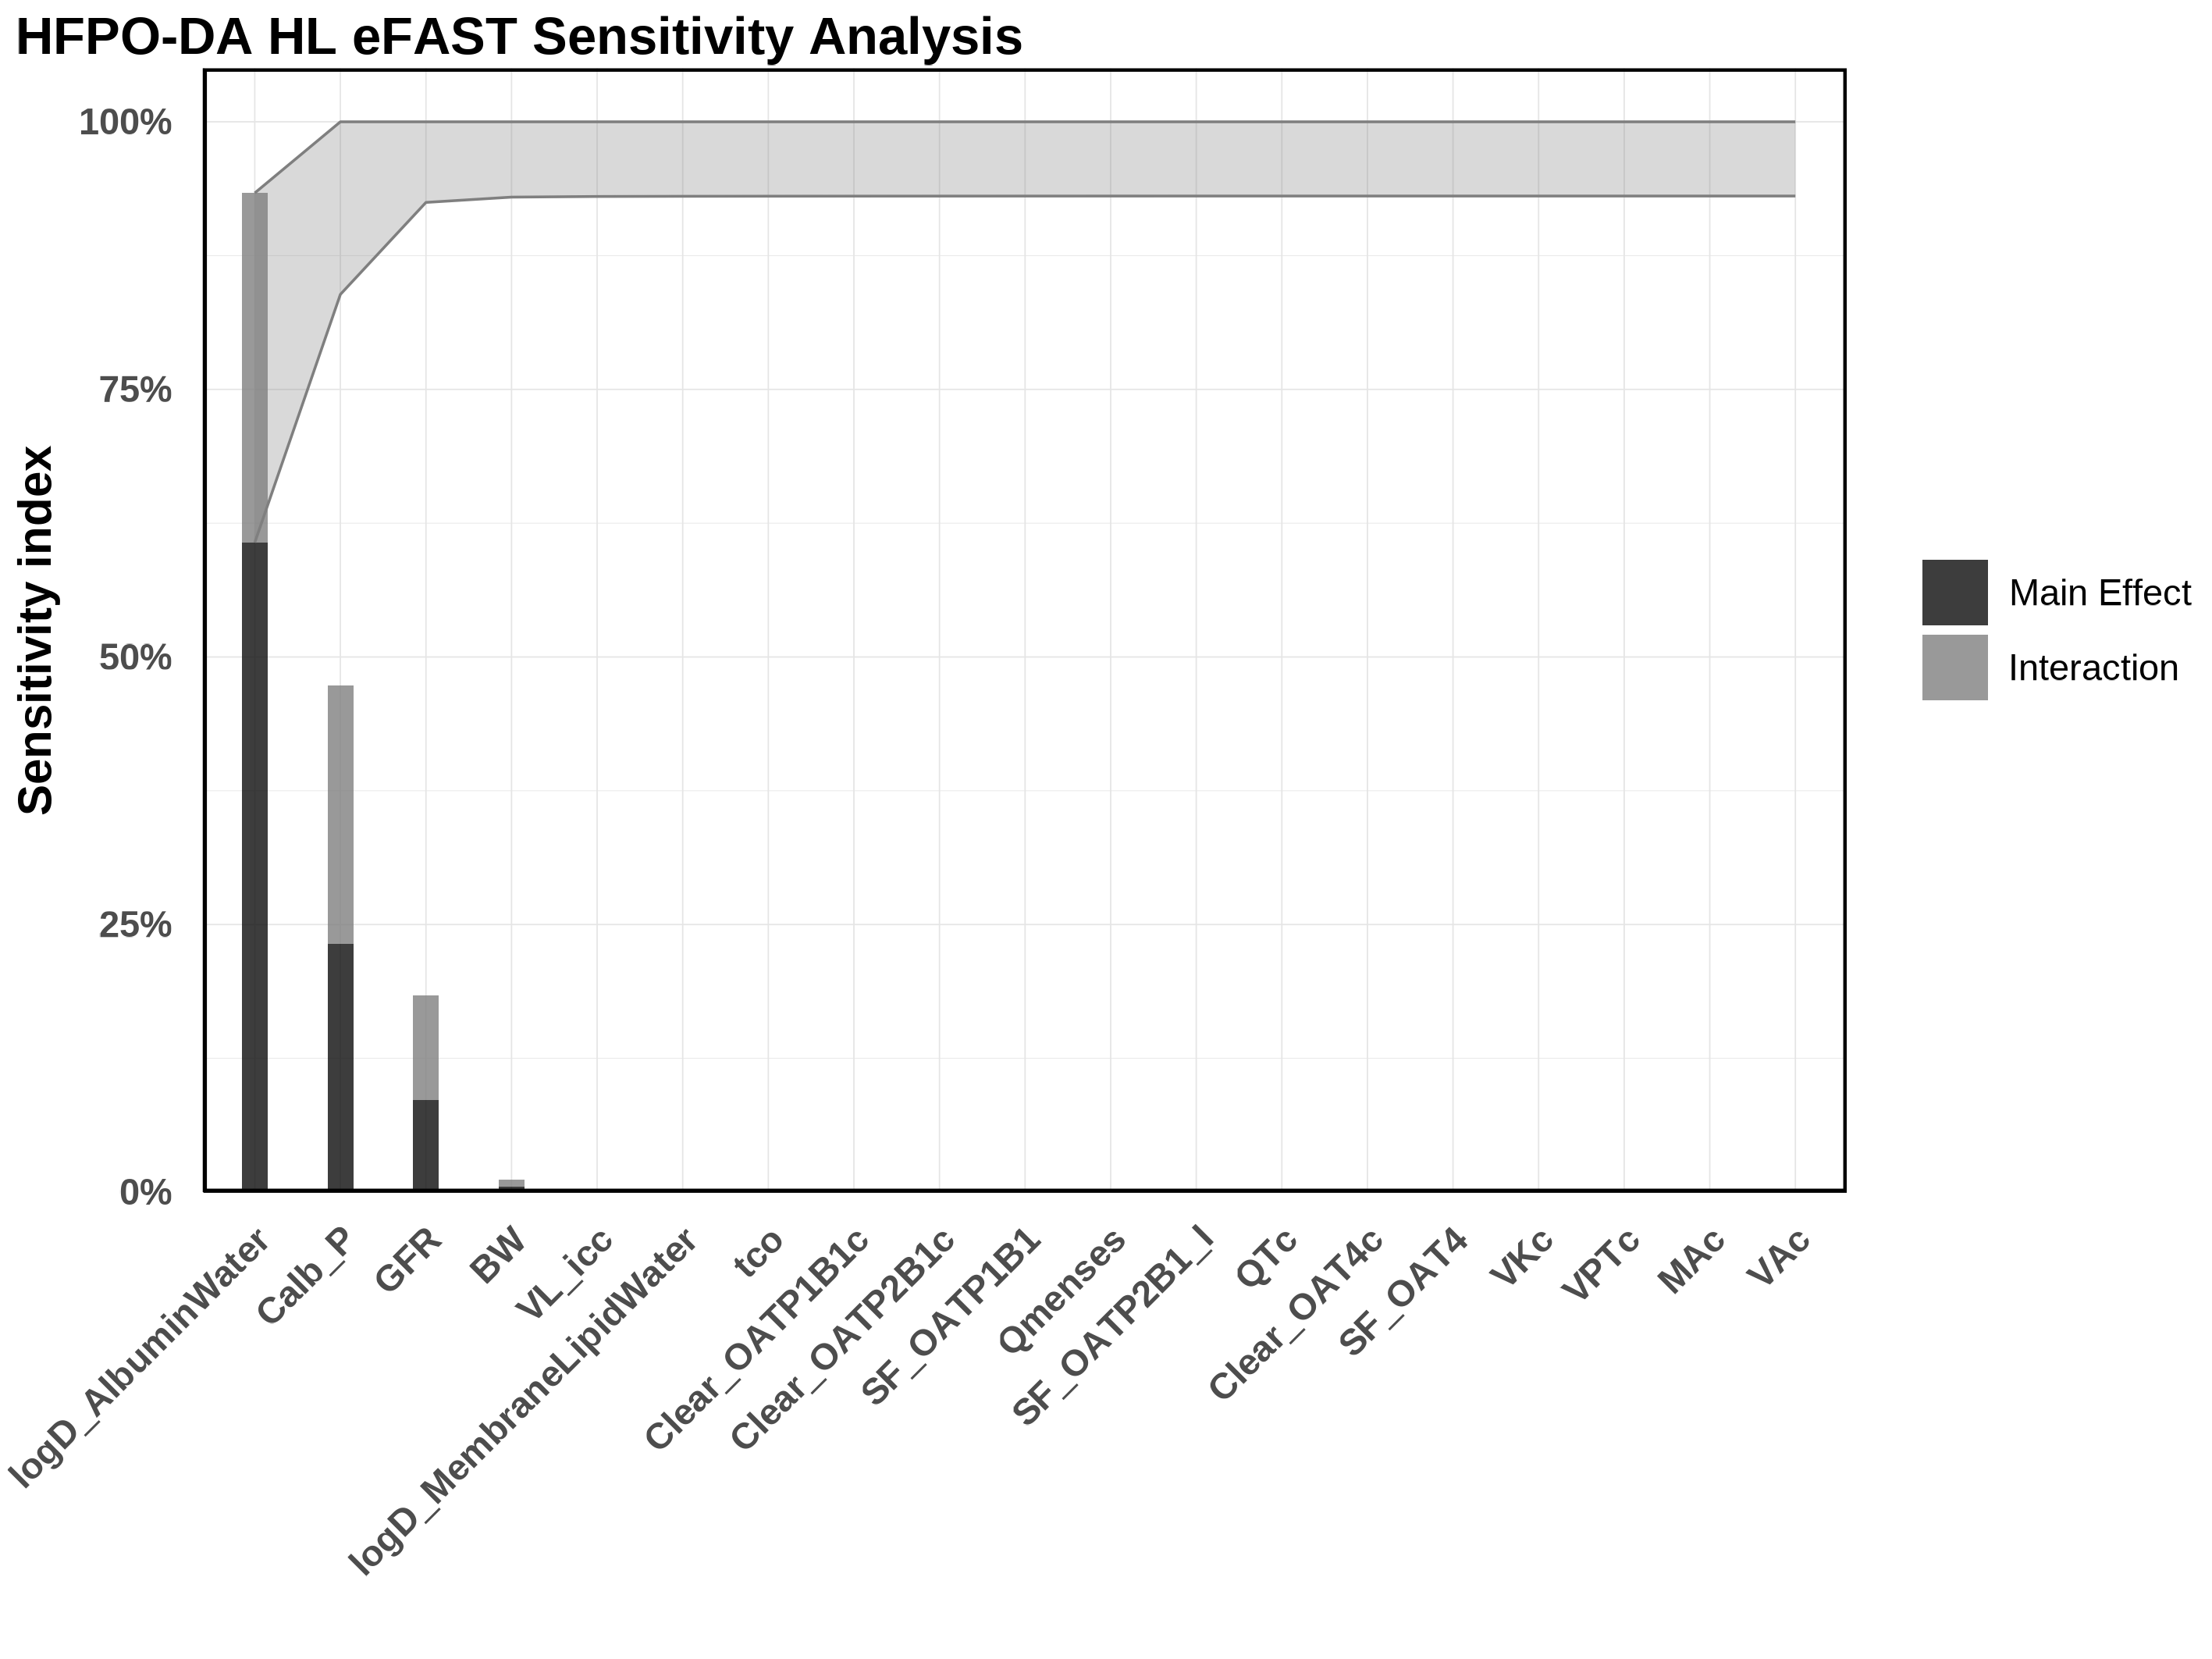 HFPO-DA HL eFAST Sensitivity Analysis
Sensitivity index
100%
75%
50%
25%
0%
logD_AlbuminWater
Calb_P
GFR
BW
VL_icc
logD_MembraneLipidWater
tco
Clear_OATP1B1c
Clear_OATP2B1c
SF_OATP1B1
Qmenses
SF_OATP2B1_l
QTc
Clear_OAT4c
SF_OAT4
VKc
VPTc
MAc
VAc
Main Effect
Interaction